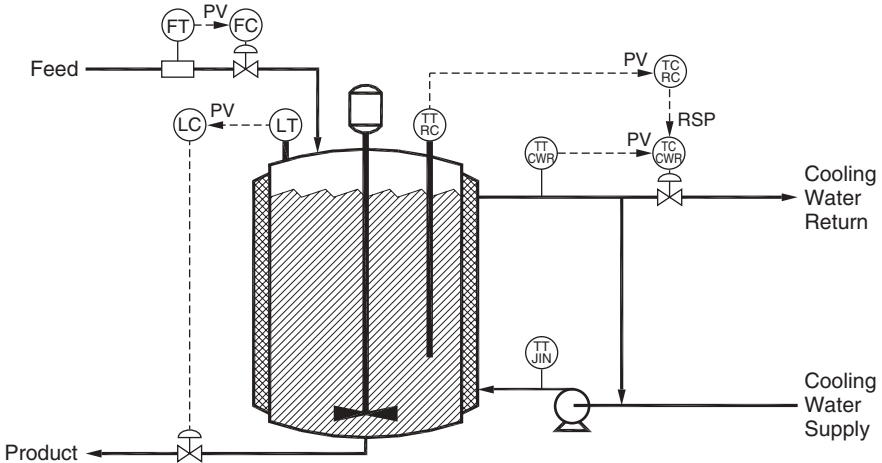 FT
PV
FC
Feed
LC
PV
LT
TT
RC
PV
TC
RC
RSP
TT
CWR
PV
TC
CWR
Cooling
Water
Return
TT
JIN
Cooling
Water
Supply
Product